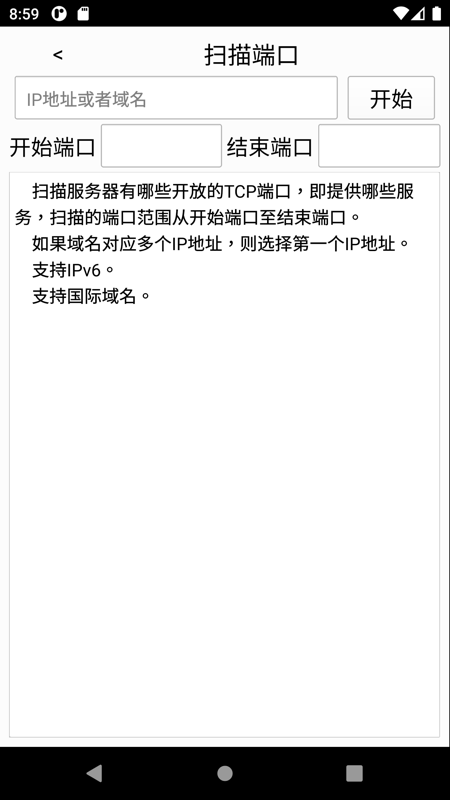 8:59
<
扫描端口
IP地址或者域名
开始
开始端口
结束端口
扫描服务器有哪些开放的TCP端口，即提供哪些服
务，扫描的端口范围从开始端口至结束端口。
如果域名对应多个IP地址，则选择第一个IP地址。
支持IPv6。
支持国际域名。